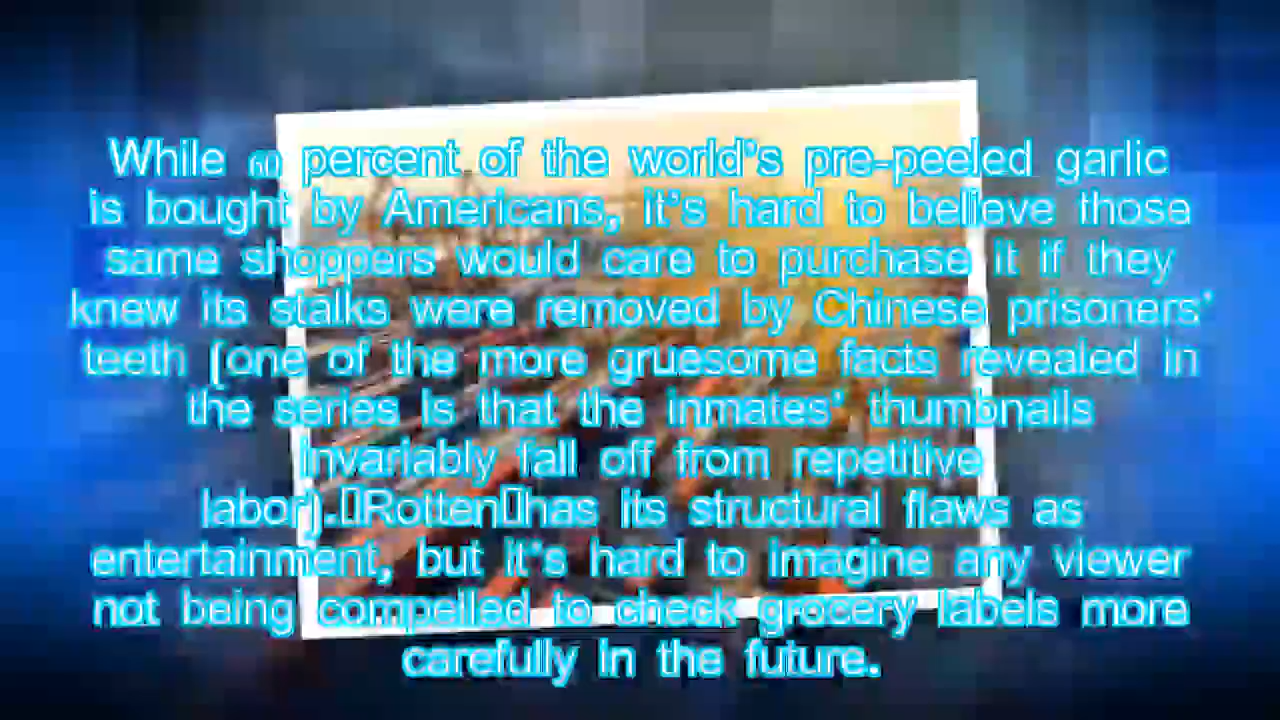 While 60 percent of the world's pre-peeled garlic
is bought by Americans, it's hard to believe those
same shoppers would care to purchase it if they
knew its stalks were removed by Chinese prisoners'
teeth (one of the more gruesome facts revealed in
the series is that the inmates' thumbnails
invariably fall off from repetitive
labor).▯Rotten▯has its structural flaws as
entertainment, but it's hard to imagine any viewer
not being compelled to check grocery labels more
carefully in the future.